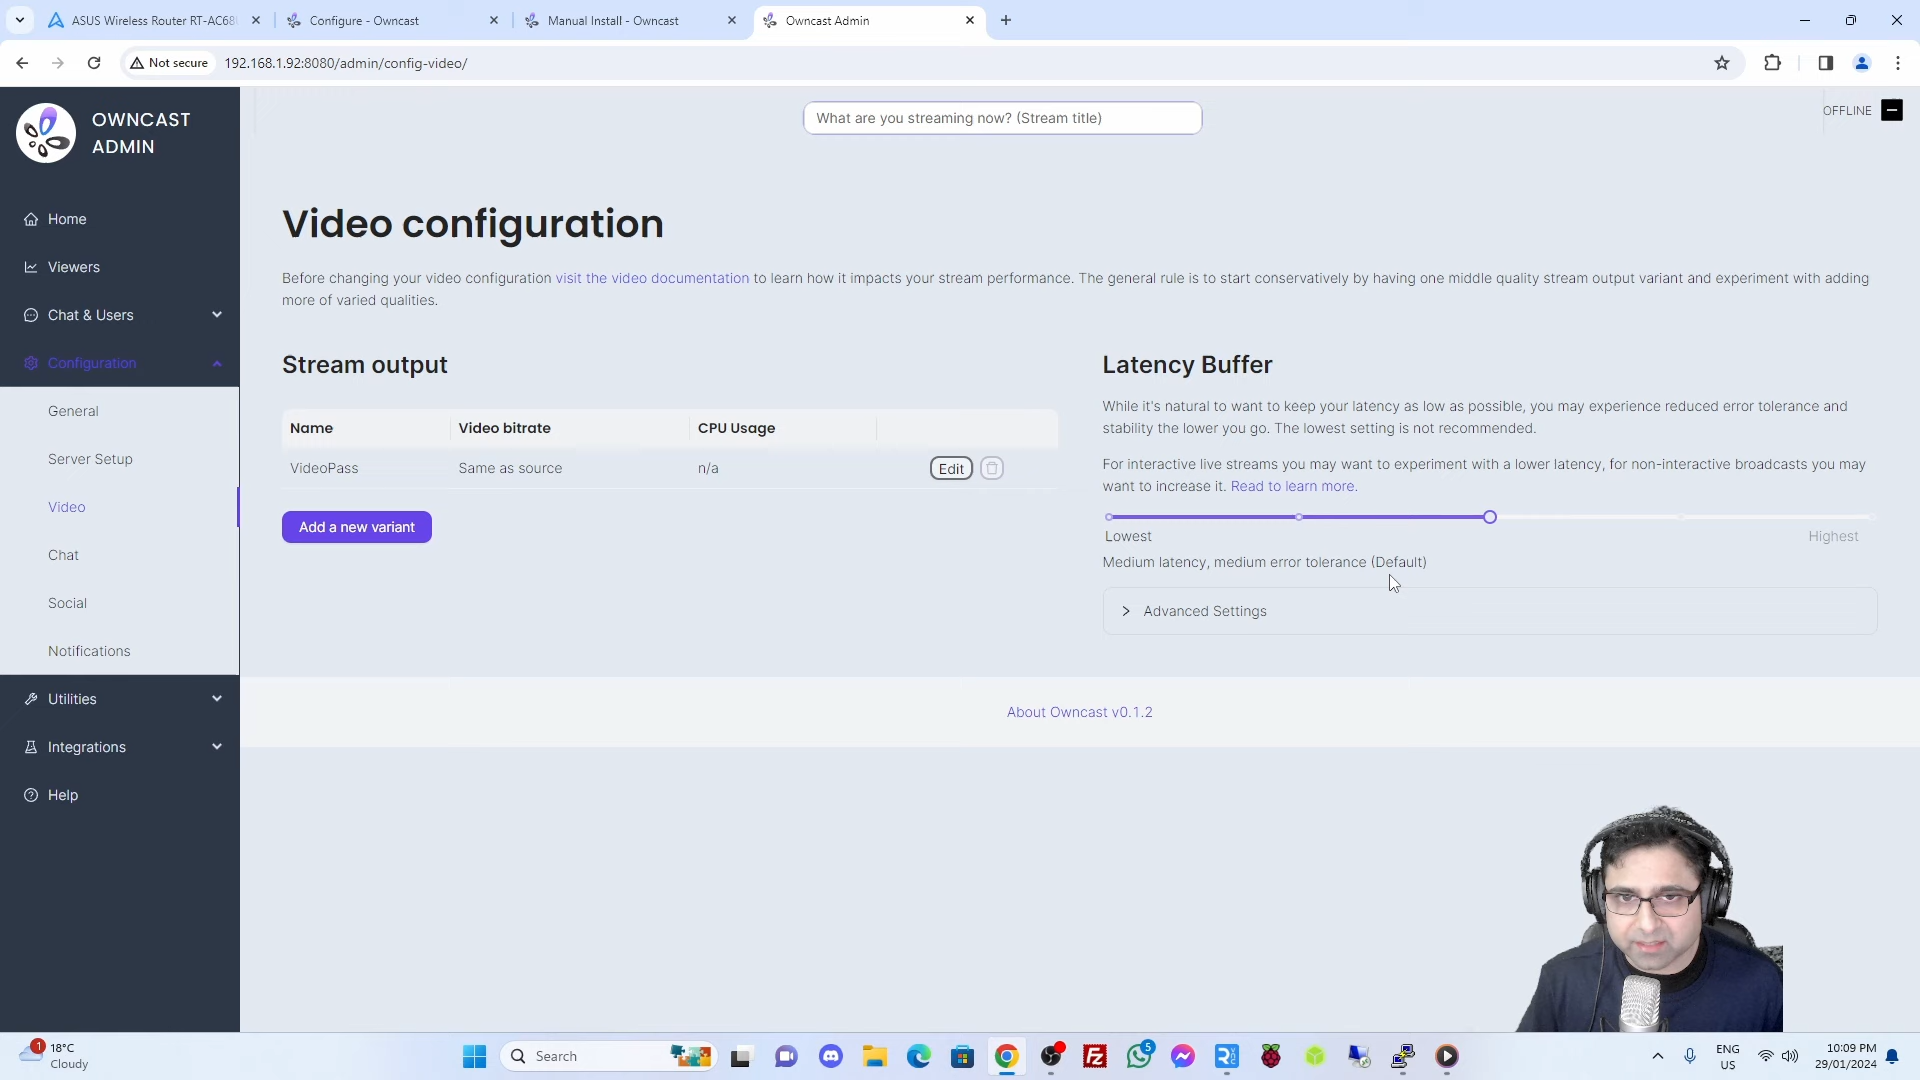 ASUS Wireless Router RT-AC68
Configure - Owncast
Manual Install - Owncast
Owncast Admin
Not secure
192.168.1.92:8080/admin/config-video/
OWNCAST
ADMIN
What are you streaming now? (Stream title)
OFFLINE
Home
Viewers
Chat & Users
Configuration
General
Server Setup
Video
Chat
Social
Notifications
Utilities
Integrations
Help
Video configuration
Before changing your video configuration visit the video documentation to learn how it impacts your stream performance. The general rule is to start conservatively by having one middle quality stream output variant and experiment with adding
more of varied qualities.
Stream output
Name Video bitrate CPU Usage
VideoPass Same as source n/a Edit
Add a new variant
Latency Buffer
While it's natural to want to keep your latency as low as possible, you may experience reduced error tolerance and
stability the lower you go. The lowest setting is not recommended.
For interactive live streams you may want to experiment with a lower latency, for non-interactive broadcasts you may
want to increase it. Read to learn more.
Lowest Highest
Medium latency, medium error tolerance (Default)
Advanced Settings
About Owncast v0.1.2
1
18°C
Cloudy
Search
5
ENG
US
10:09 PM
29/01/2024